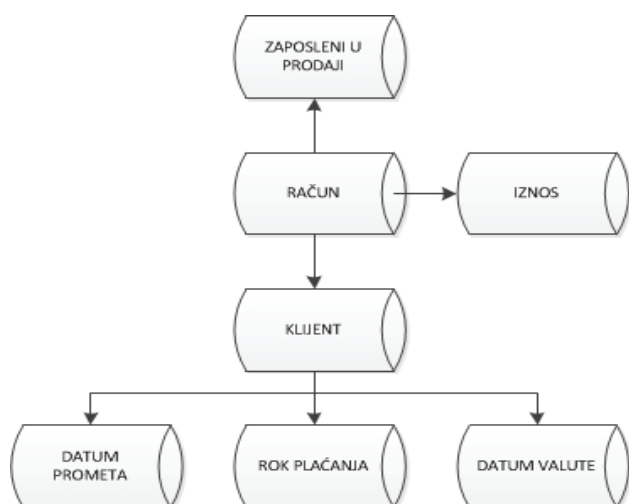 ZAPOSLENI U
PRODAJI
RAČUN
IZNOS
KLIJENT
DATUM
PROMETA
ROK PLAĆANJA
DATUM VALUTE